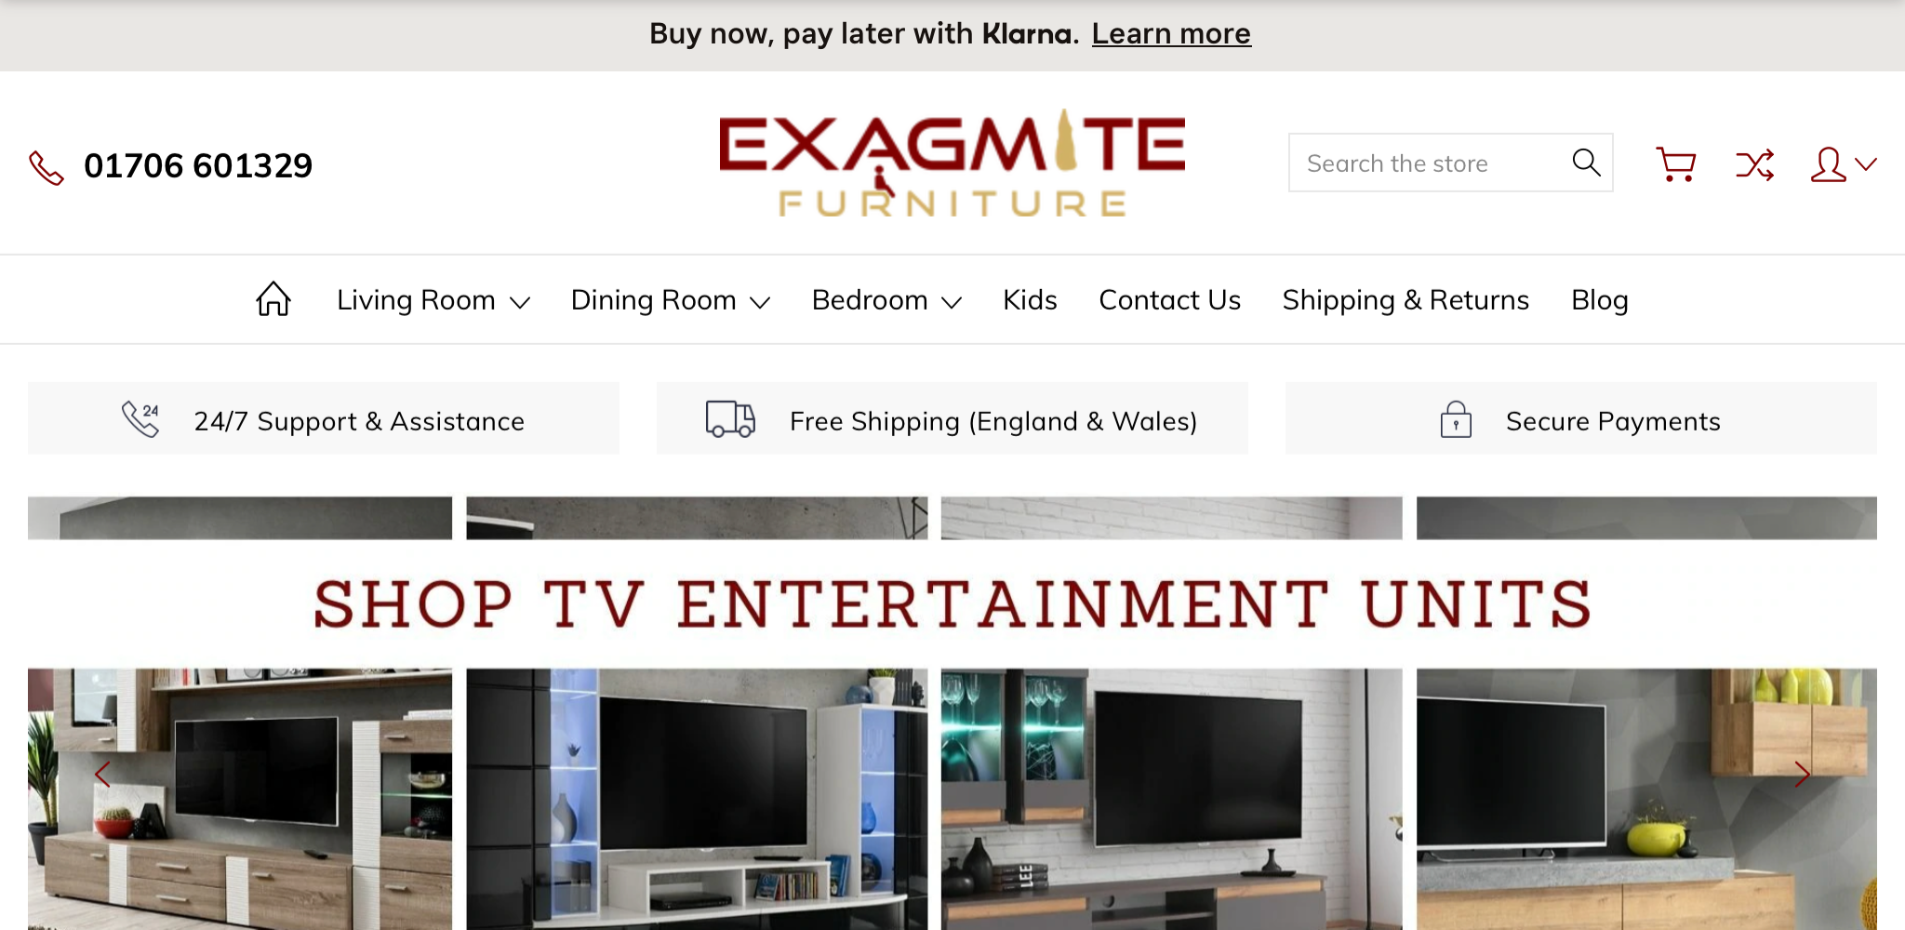 Buy now, pay later with Klarna. Learn more
01706 601329
EXAGMITE
FURNITURE
Search the store
Living Room
Dining Room
Bedroom
Kids
Contact Us
Shipping & Returns
Blog
24
24/7 Support & Assistance
Free Shipping (England & Wales)
Secure Payments
SHOP TV ENTERTAINMENT UNITS
LEE